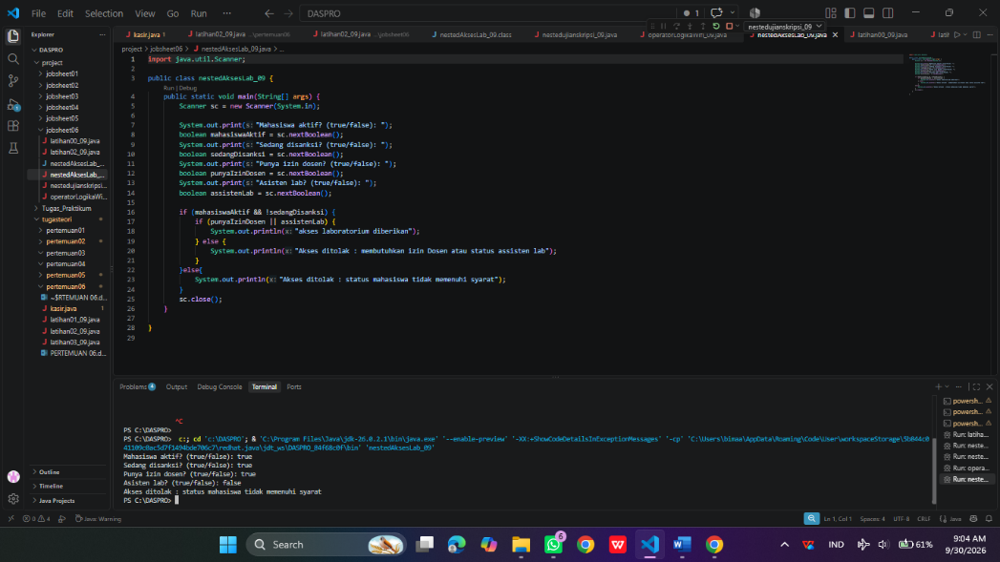 File Edit Selection View Go Run ··· DASPRO 1
Explorer ···
DASPRO
project
jobsheet01
jobsheet02
jobsheet03
jobsheet04
jobsheet05
jobsheet06
latihan00_09.java
latihan02_09.java
nestedAksesLab_...
nestedAksesLab_...
nestedujianskripsi...
operatorLogikaWi...
Tugas_Praktikum
tugasteori
pertemuan01
pertemuan02
pertemuan03
pertemuan04
pertemuan05
pertemuan06
~$RTEMUAN 06.d...
kasir.java 1
latihan01_09.java
latihan02_09.java
latihan03_09.java
PERTEMUAN 06.d...
Outline
Timeline
Java Projects
nestedujianskripsi_09
kasir.java 1 latihan02_09.java ...\pertemuan06 latihan02_09.java ...\jobsheet06 nestedAksesLab_09.class nestedujianskripsi_09.java operatorLogikaWin_09.java nestedAksesLab_09.java latihan00_09.java
project > jobsheet06 > nestedAksesLab_09.java > ...
1 import java.util.Scanner;
2
3 public class nestedAksesLab_09 {
Run | Debug
4 public static void main(String[] args) {
5 Scanner sc = new Scanner(System.in);
6
7 System.out.print(s:"Mahasiswa aktif? (true/false): ");
8 boolean mahasiswaAktif = sc.nextBoolean();
9 System.out.print(s:"Sedang disanksi? (true/false): ");
10 boolean sedangDisanksi = sc.nextBoolean();
11 System.out.print(s:"Punya izin dosen? (true/false): ");
12 boolean punyaIzinDosen = sc.nextBoolean();
13 System.out.print(s:"Asisten lab? (true/false): ");
14 boolean assistenLab = sc.nextBoolean();
15
16 if (mahasiswaAktif && !sedangDisanksi) {
17 if (punyaIzinDosen || assistenLab) {
18 System.out.println(x:"akses laboratorium diberikan");
19 } else {
20 System.out.println(x:"Akses ditolak : membutuhkan izin Dosen atau status assisten lab");
21 }
22 }else{
23 System.out.println(x:"Akses ditolak : status mahasiswa tidak memenuhi syarat");
24 }
25 sc.close();
26 }
27
28 }
29
Problems 4 Output Debug Console Terminal Ports
^C
PS C:\DASPRO>
PS C:\DASPRO> c:; cd 'c:\DASPRO'; & 'C:\Program Files\Java\jdk-26.0.2.1\bin\java.exe' '--enable-preview' '-XX:+ShowCodeDetailsInExceptionMessages' '-cp' 'C:\Users\bimaa\AppData\Roaming\Code\User\workspaceStorage\5b044c0
41109c0ac5d7f1494bde706c7\redhat.java\jdt_ws\DASPRO_84f68c0f\bin' 'nestedAksesLab_09'
Mahasiswa aktif? (true/false): true
Sedang disanksi? (true/false): true
Punya izin dosen? (true/false): true
Asisten lab? (true/false): false
Akses ditolak : status mahasiswa tidak memenuhi syarat
PS C:\DASPRO>
powersh...
powersh...
powersh...
Run: latiha...
Run: neste...
Run: neste...
Run: opera...
Run: neste...
0 4 Java: Warning Ln 1, Col 1 Spaces: 4 UTF-8 CRLF Java
Search 6 IND 61% 9:04 AM
9/30/2026